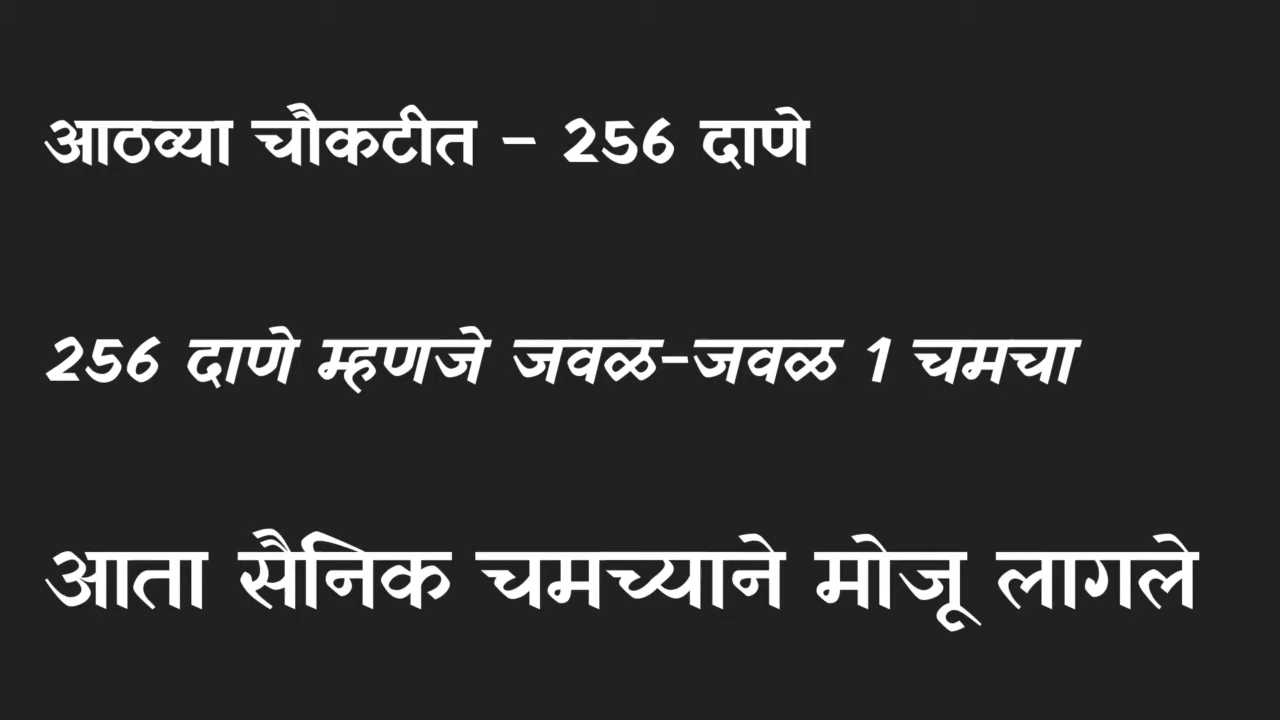 आठव्या चौकटीत - 256 दाणे
256 दाणे म्हणजे जवळ-जवळ 1 चमचा
आता सैनिक चमच्याने मोजू लागले